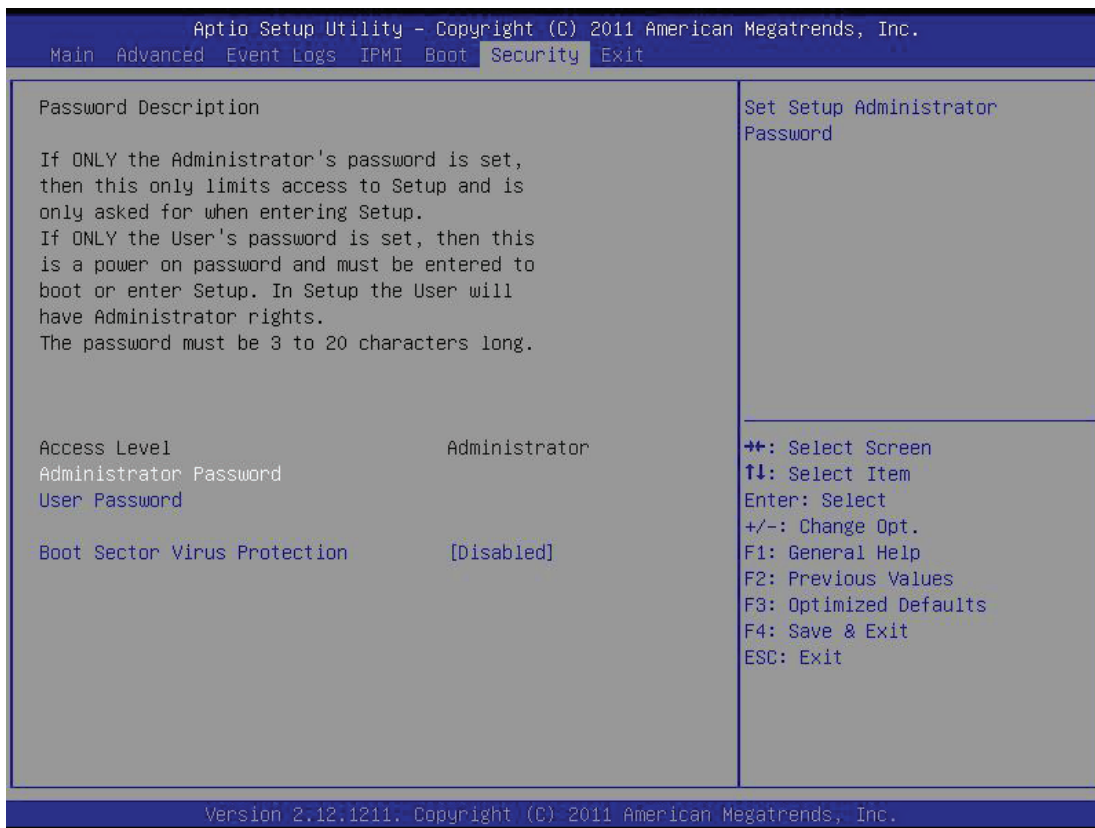 Aptio Setup Utility – Copyright (C) 2011 American Megatrends, Inc.
Main Advanced Event Logs IPMI Boot Security Exit
Password Description
If ONLY the Administrator's password is set,
then this only limits access to Setup and is
only asked for when entering Setup.
If ONLY the User's password is set, then this
is a power on password and must be entered to
boot or enter Setup. In Setup the User will
have Administrator rights.
The password must be 3 to 20 characters long.
Access Level Administrator
Administrator Password
User Password
Boot Sector Virus Protection [Disabled]
Set Setup Administrator
Password
→←: Select Screen
↑↓: Select Item
Enter: Select
+/-: Change Opt.
F1: General Help
F2: Previous Values
F3: Optimized Defaults
F4: Save & Exit
ESC: Exit
Version 2.12.1211. Copyright (C) 2011 American Megatrends, Inc.